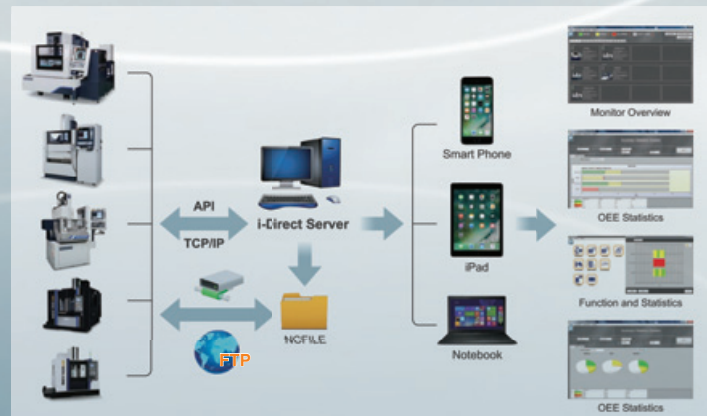 API
TCP/IP
i-Direct Server
FTP
NCFILE
Smart Phone
iPad
Notebook
Monitor Overview
OEE Statistics
Function and Statistics
OEE Statistics